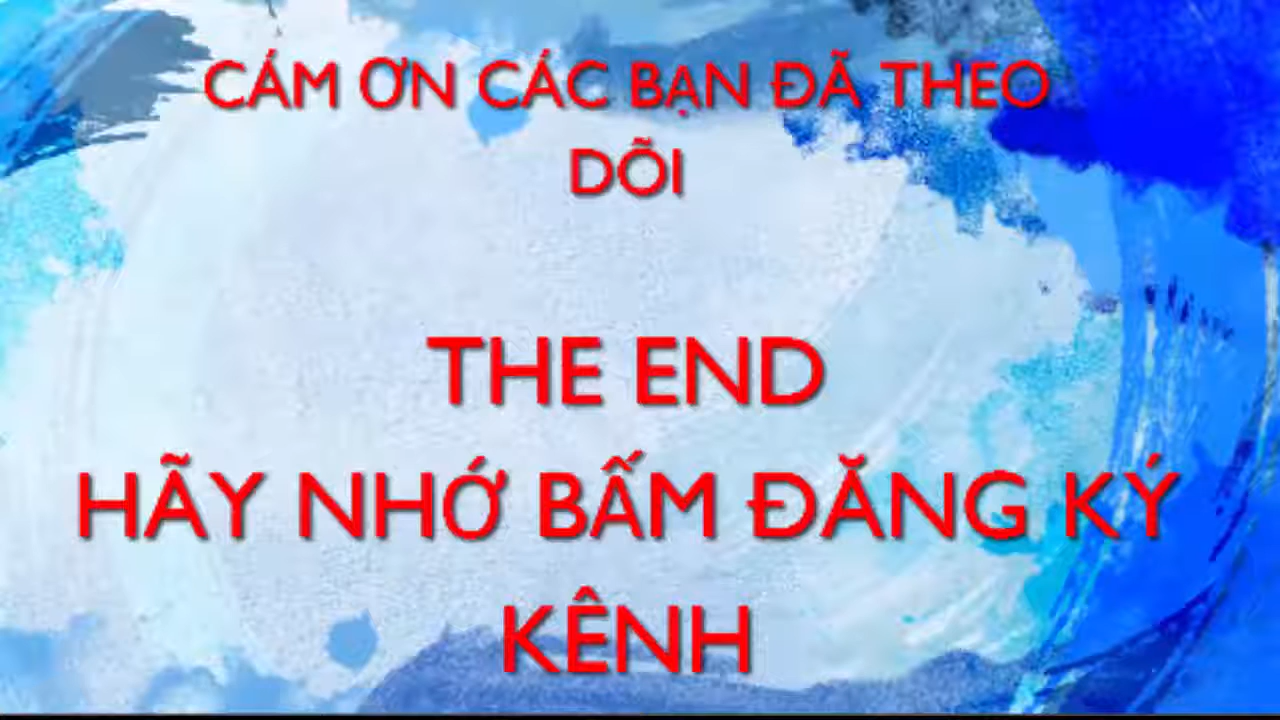 CÁM ƠN CÁC BẠN ĐÃ THEO
DÕI
THE END
HÃY NHỚ BẤM ĐĂNG KÝ
KÊNH